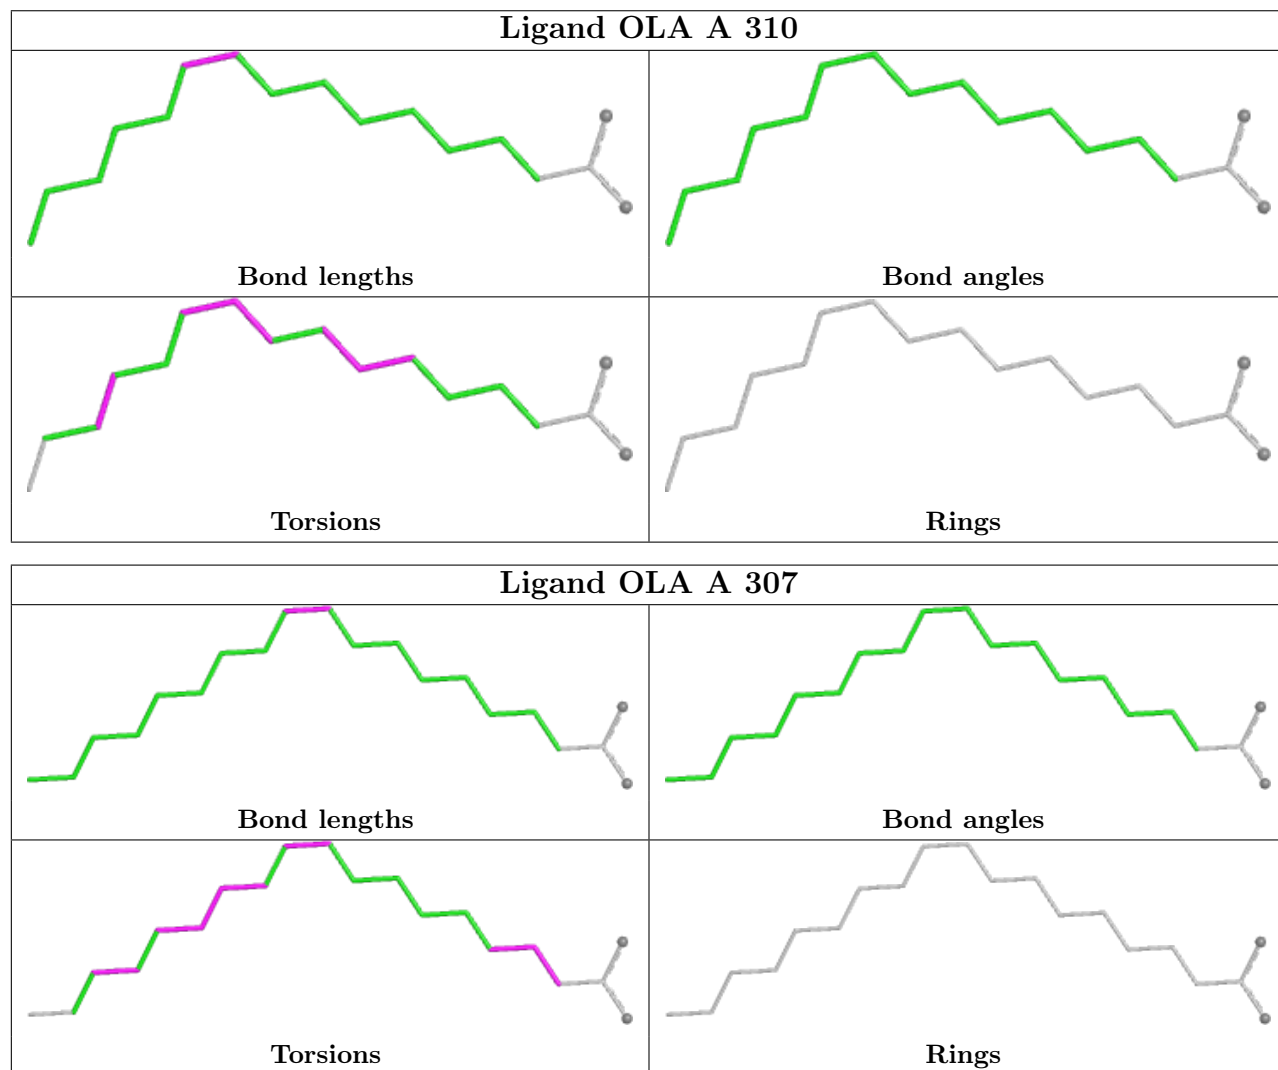 Ligand OLA A 310
Bond lengths
Bond angles
Torsions
Rings
Ligand OLA A 307
Bond lengths
Bond angles
Torsions
Rings